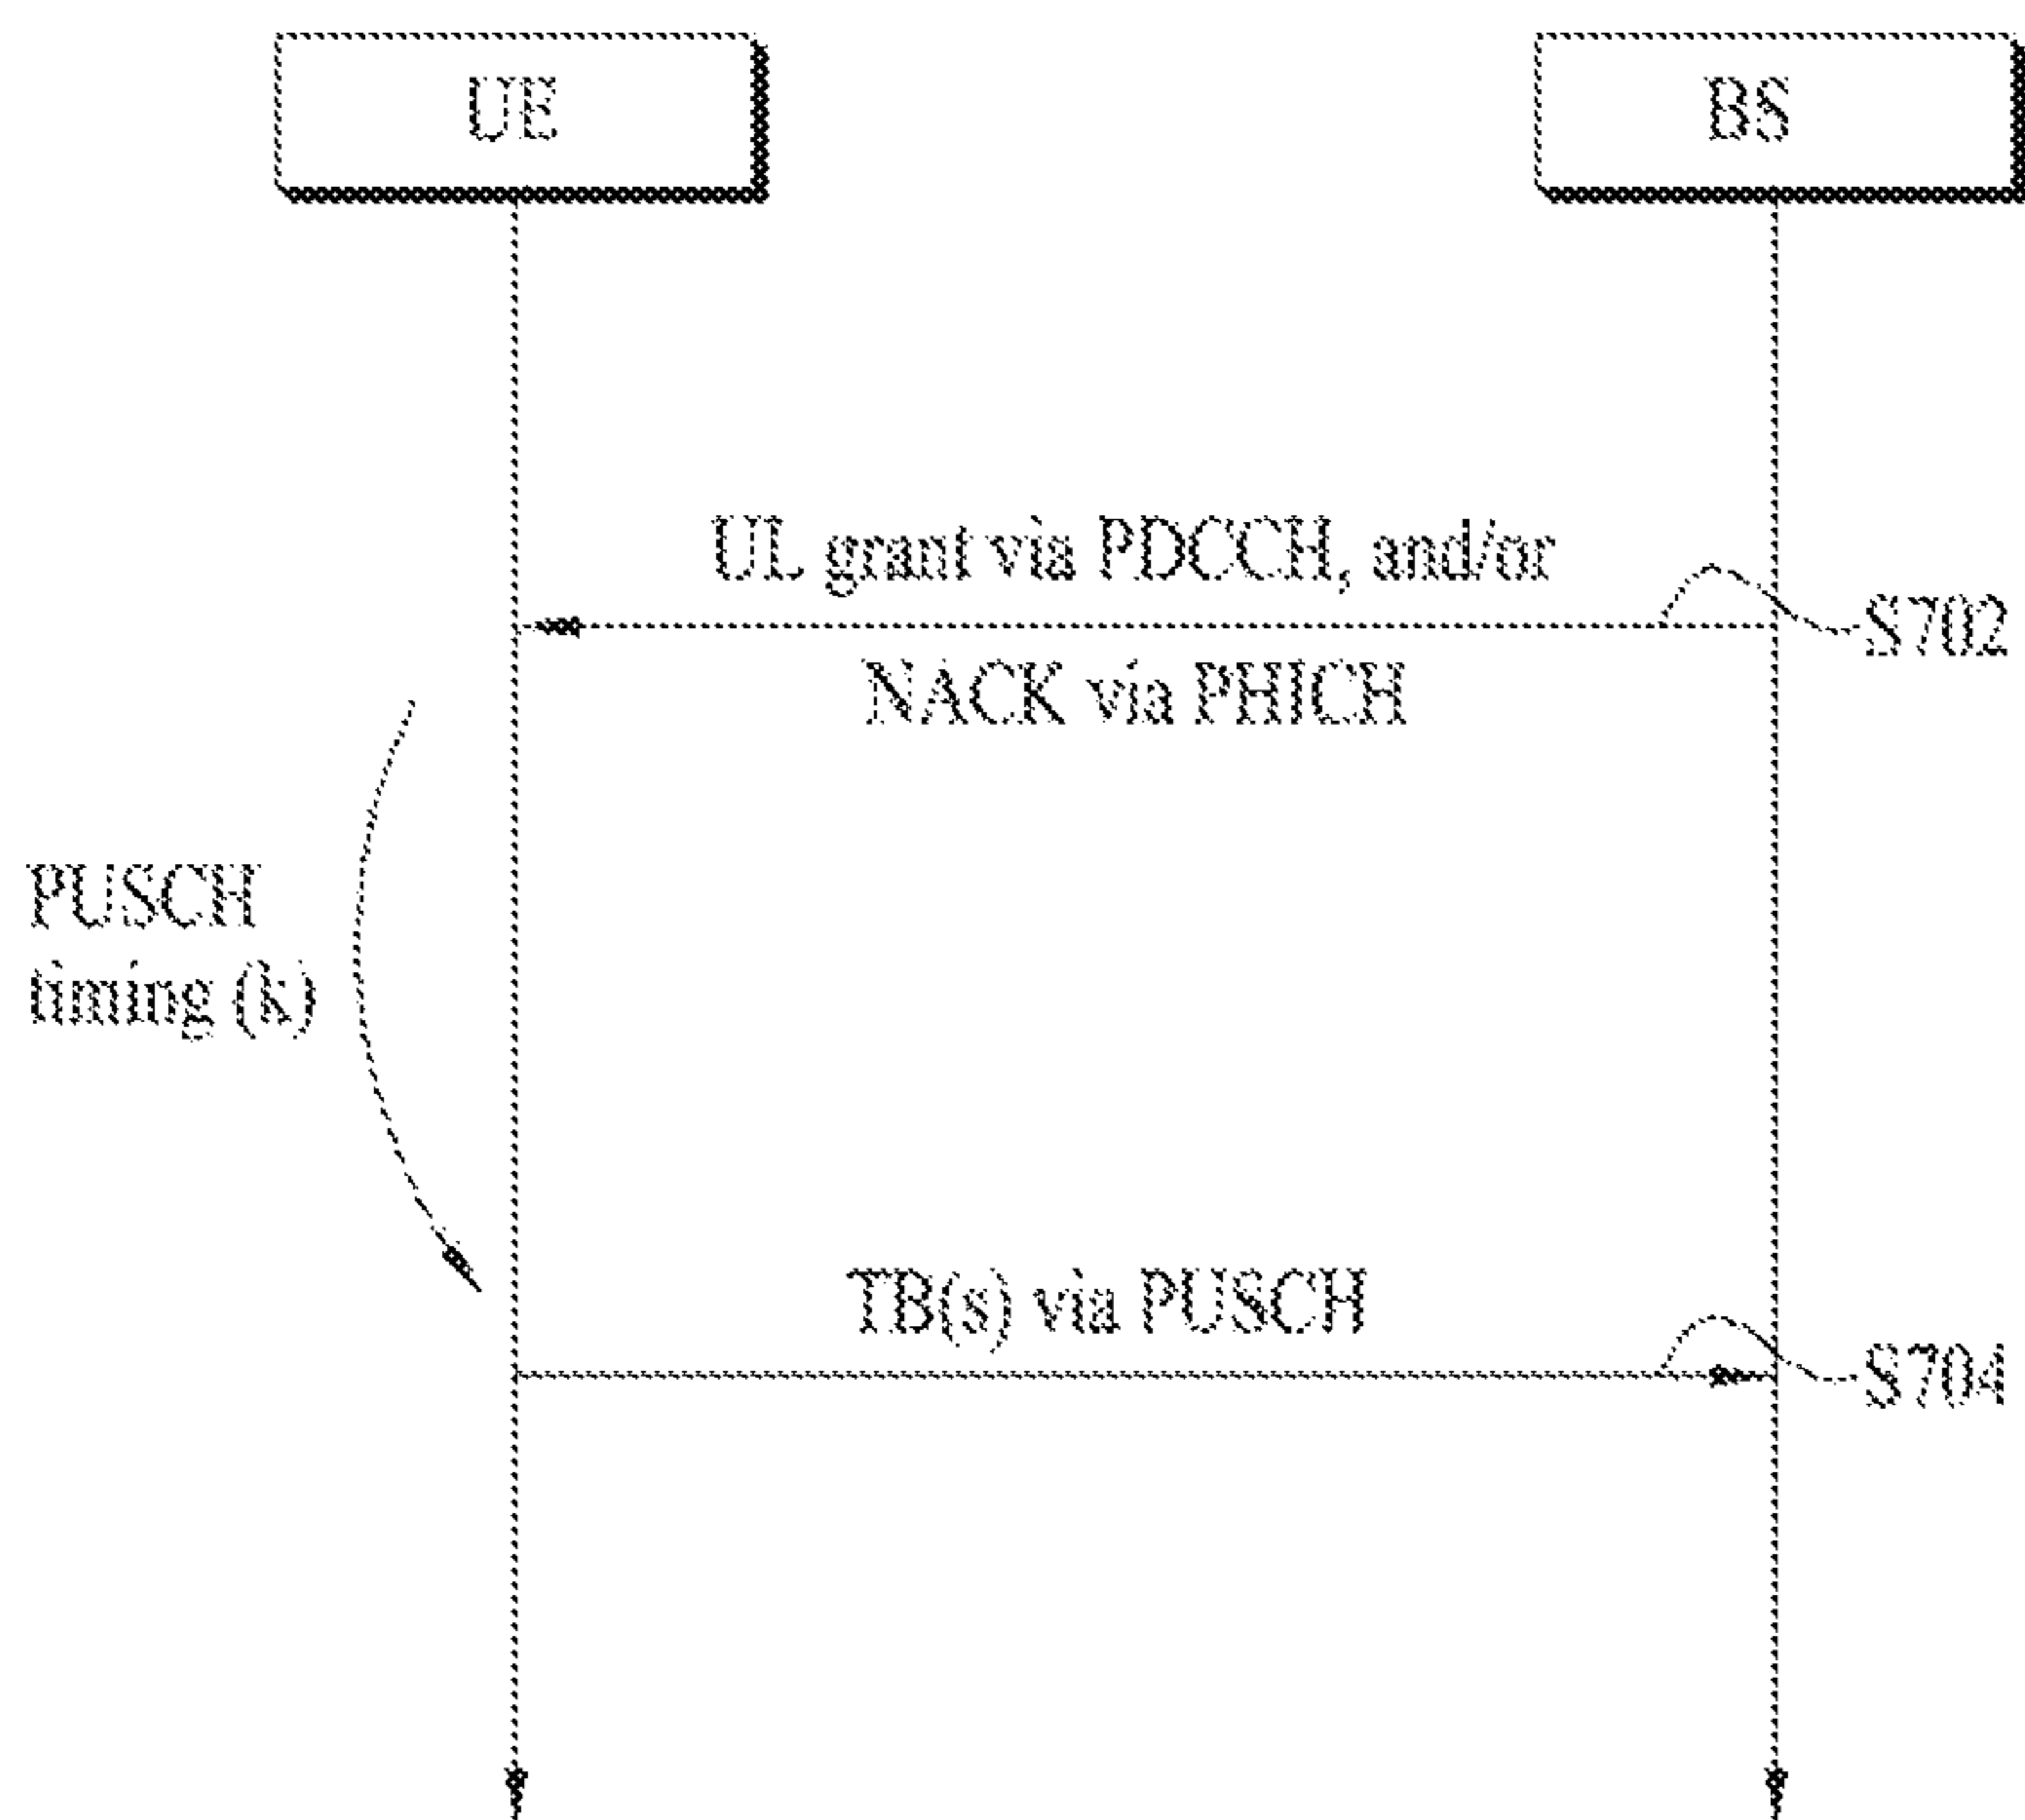 UE
BS
UL grant via PDCCH, and/or
S702
NACK via PHICH
PUSCH
timing (k)
TB(s) via PUSCH
S704